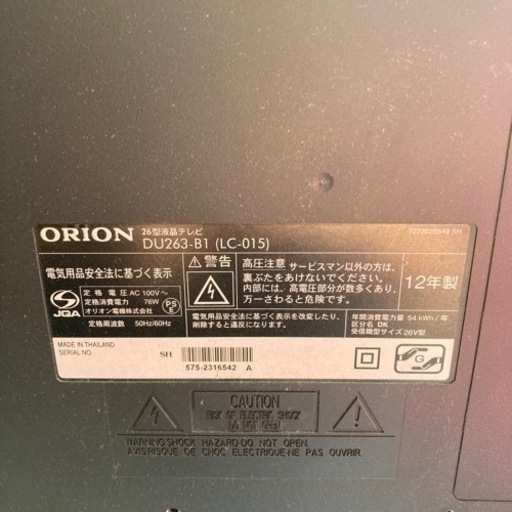 ORION 26型液晶テレビ
DU263-B1 (LC-015)
電気用品安全法に基づく表示
定格電圧 AC 100V~
定格消費電力 76W
オリオン電機株式会社
定格周波数 50Hz/60Hz
JQA
PS
E
警告
高圧注意 サービスマン以外の方は、
裏ぶたをあけないでください。
内部には、高電圧部分が数多くあり、
万一さわると危険です。
電気用品安全法に基づく表示を改変したり、
削除すると違反になります。
12年製
年間消費電力量 54 kWh/年
区分名 DK
受信機型サイズ 26V型
MADE IN THAILAND
SERIAL NO.
SH
575-2316542 A
G
CAUTION
RISK OF ELECTRIC SHOCK
DO NOT OPEN
WARNING:SHOCK HAZARD-DO NOT OPEN.
AVIS:RISQUE DE CHOC ELECTRIQUE-NE PAS OUVRIR.